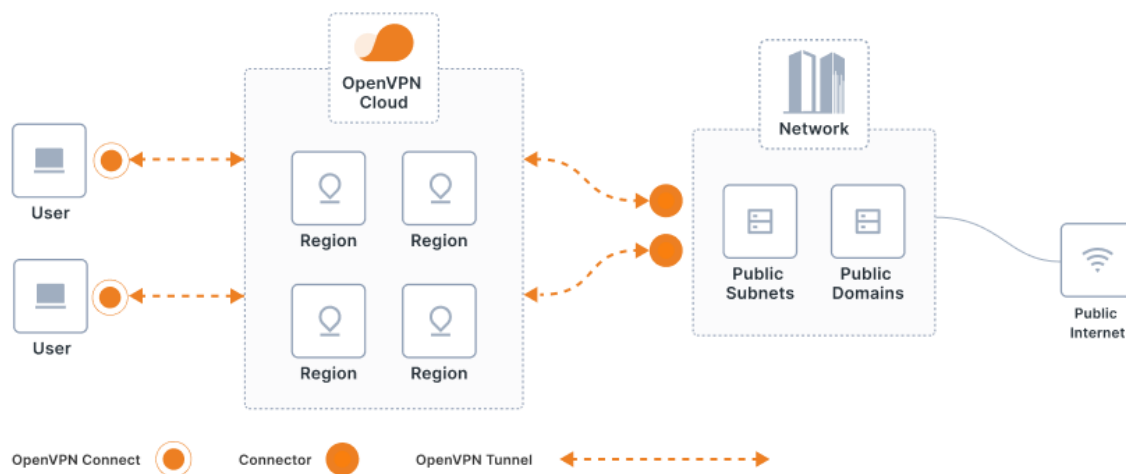 OpenVPN
Cloud
Network
User
Region
Region
Public
Subnets
Public
Domains
Public
Internet
User
Region
Region
OpenVPN Connect
Connector
OpenVPN Tunnel